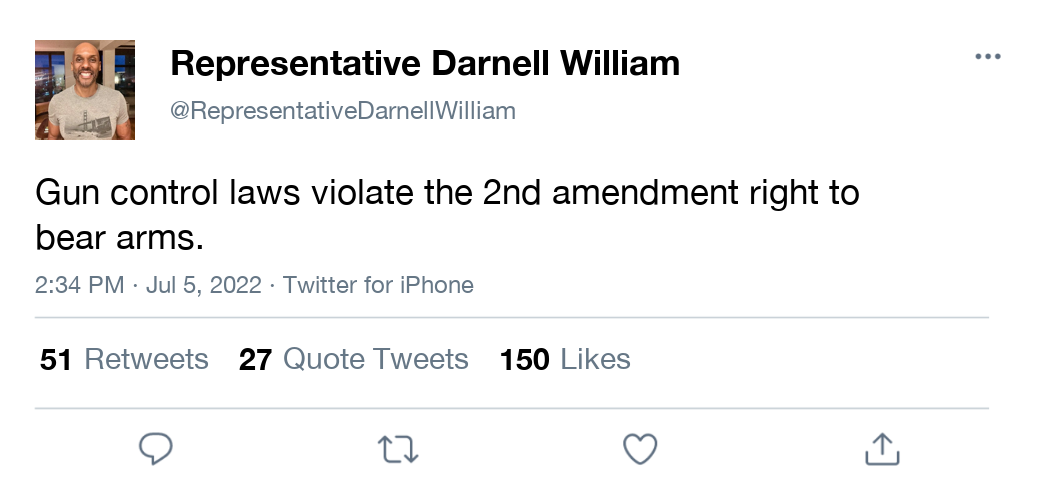 Representative Darnell William
@RepresentativeDarnellWilliam
Gun control laws violate the 2nd amendment right to
bear arms.
2:34 PM · Jul 5, 2022 · Twitter for iPhone
51 Retweets 27 Quote Tweets 150 Likes